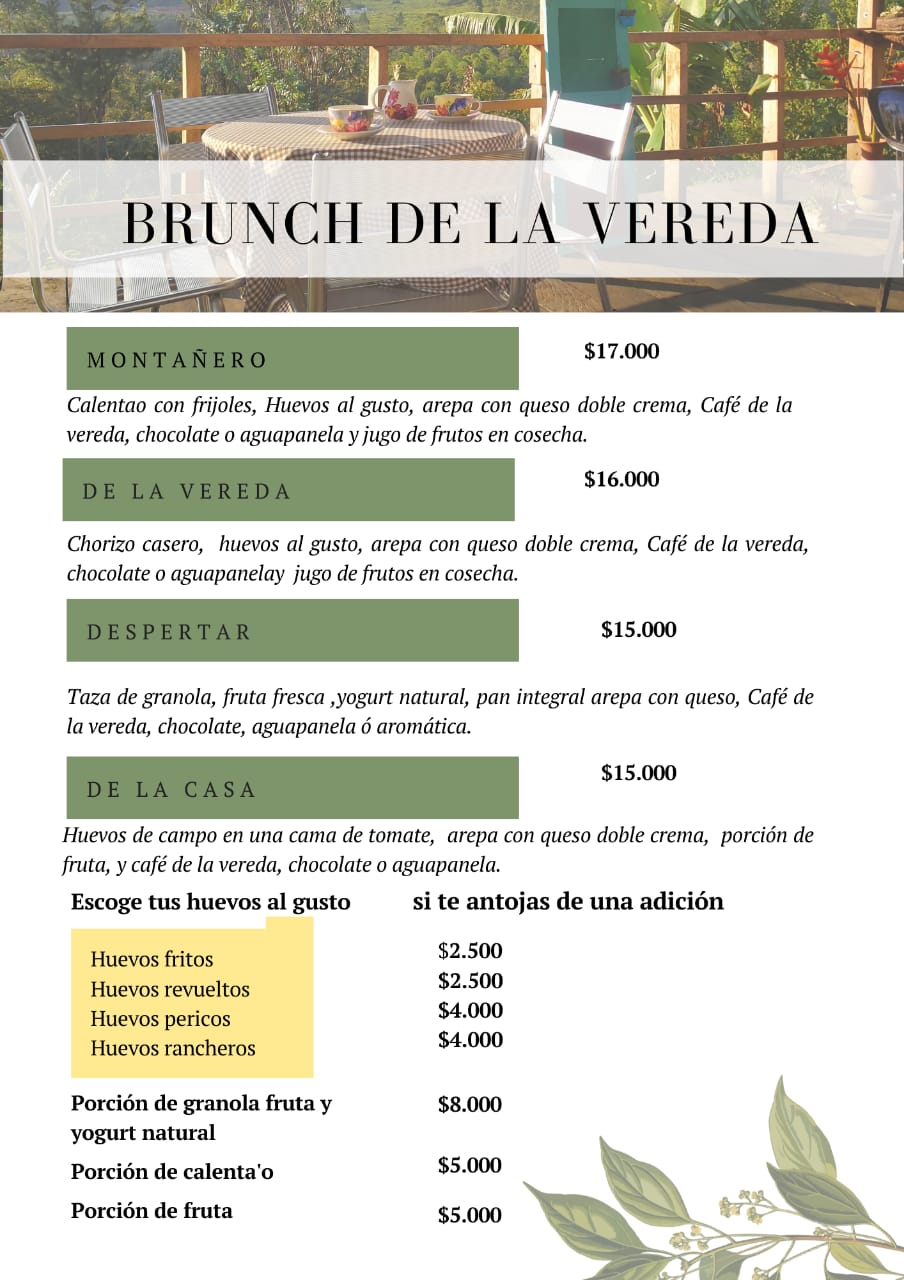 BRUNCH DE LA VEREDA
MONTAÑERO
$17.000
Calentao con frijoles, Huevos al gusto, arepa con queso doble crema, Café de la
vereda, chocolate o aguapanela y jugo de frutos en cosecha.
DE LA VEREDA
$16.000
Chorizo casero, huevos al gusto, arepa con queso doble crema, Café de la vereda,
chocolate o aguapanelay jugo de frutos en cosecha.
DESPERTAR
$15.000
Taza de granola, fruta fresca ,yogurt natural, pan integral arepa con queso, Café de
la vereda, chocolate, aguapanela ó aromática.
DE LA CASA
$15.000
Huevos de campo en una cama de tomate, arepa con queso doble crema, porción de
fruta, y café de la vereda, chocolate o aguapanela.
Escoge tus huevos al gusto
si te antojas de una adición
Huevos fritos
$2.500
Huevos revueltos
$2.500
Huevos pericos
$4.000
Huevos rancheros
$4.000
Porción de granola fruta y
yogurt natural
$8.000
Porción de calenta'o
$5.000
Porción de fruta
$5.000